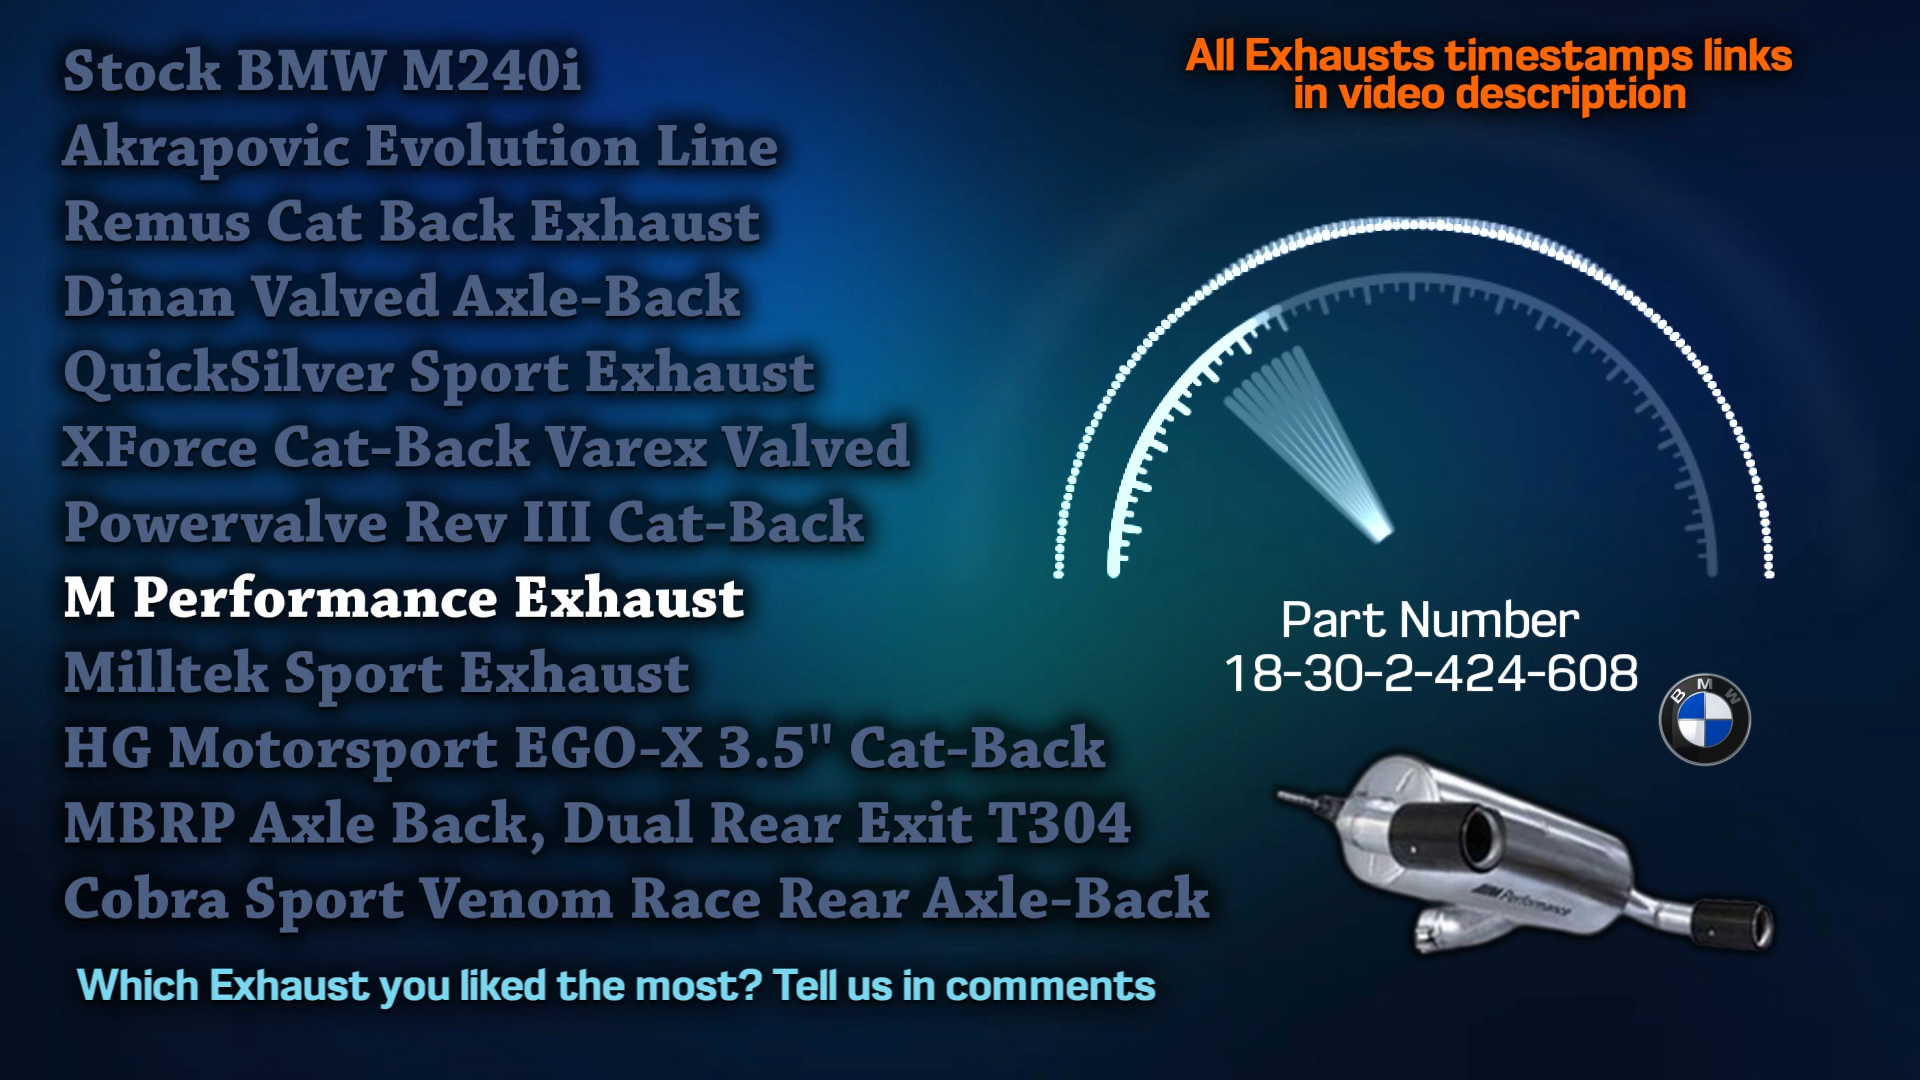 Stock BMW M240i
Akrapovic Evolution Line
Remus Cat Back Exhaust
Dinan Valved Axle-Back
QuickSilver Sport Exhaust
XForce Cat-Back Varex Valved
Powervalve Rev III Cat-Back
M Performance Exhaust
Milltek Sport Exhaust
HG Motorsport EGO-X 3.5" Cat-Back
MBRP Axle Back, Dual Rear Exit T304
Cobra Sport Venom Race Rear Axle-Back
Which Exhaust you liked the most? Tell us in comments
All Exhausts timestamps links
in video description
Part Number
18-30-2-424-608
BMW
M Performance